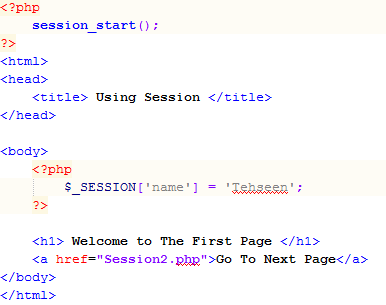 <?php
session_start();
?>
<html>
<head>
<title> Using Session </title>
</head>
<body>
<?php
$_SESSION['name'] = 'Tehseen';
?>
<h1> Welcome to The First Page </h1>
<a href="Session2.php">Go To Next Page</a>
</body>
</html>